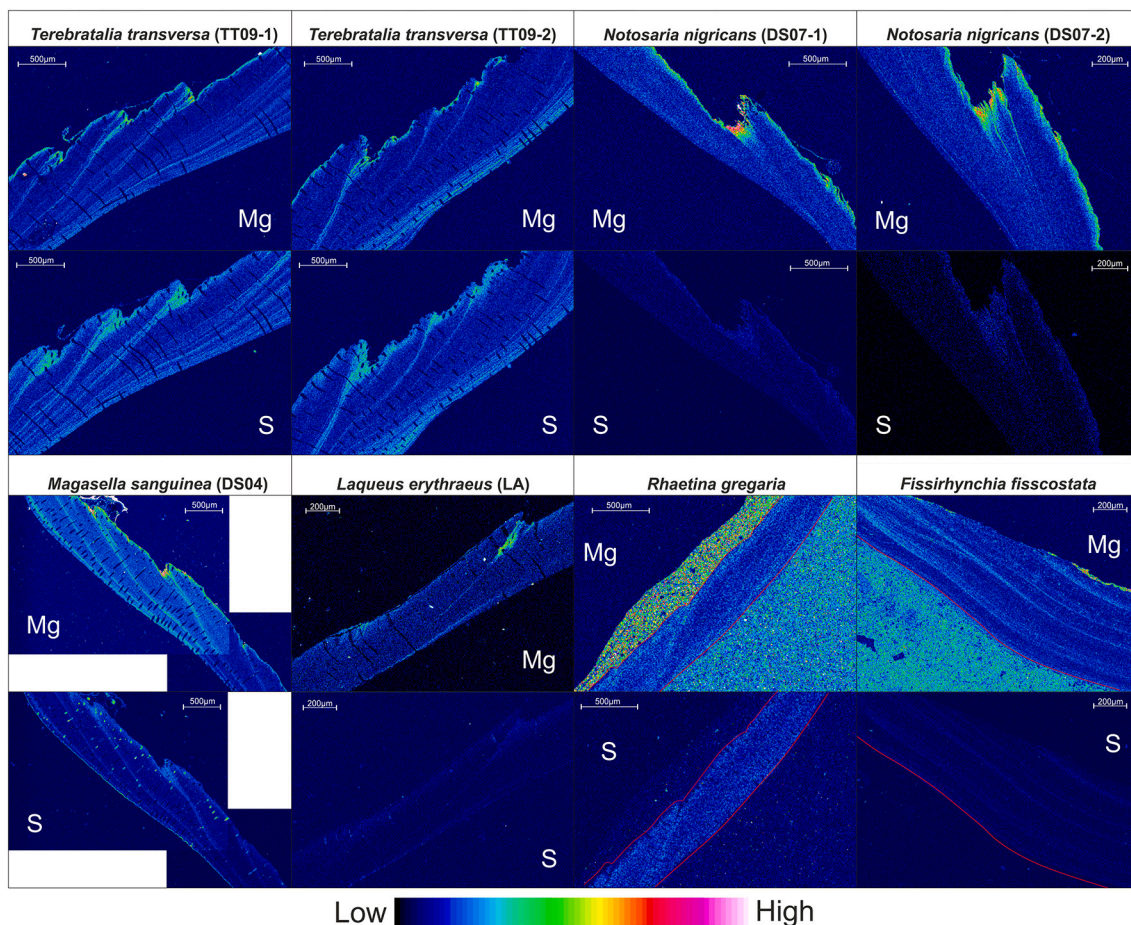 Terebratalia transversa (TT09-1)
Terebratalia transversa (TT09-2)
Notosaria nigricans (DS07-1)
Notosaria nigricans (DS07-2)
500µm
500µm
500µm
200µm
Mg
Mg
Mg
Mg
500µm
500µm
500µm
200µm
S
S
S
S
Magasella sanguinea (DS04)
Laqueus erythraeus (LA)
Rhaetina gregaria
Fissirhynchia fisscostata
500µm
200µm
500µm
200µm
Mg
Mg
Mg
Mg
500µm
200µm
500µm
200µm
S
S
S
S
Low
High